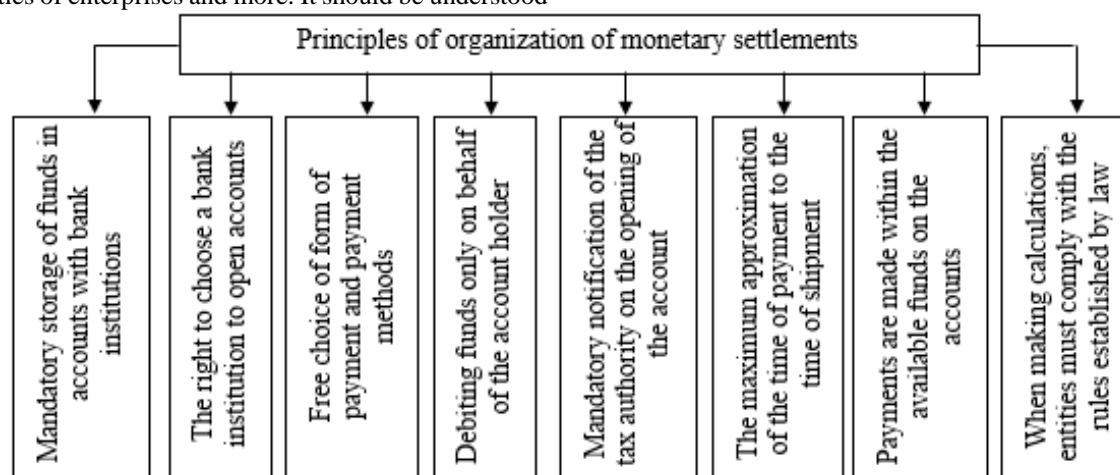 ties of enterprises and more. It should be understood
Principles of organization of monetary settlements
Mandatory storage of funds in
accounts with bank
institutions
The right to choose a bank
institution to open accounts
Free choice of form of
payment and payment
methods
Debiting funds only on behalf
of the account holder
Mandatory notification of the
tax authority on the opening of
the account
The maximum approximation
of the time of payment to the
time of shipment
Payments are made within the
available funds on the
accounts
When making calculations,
entities must comply with the
rules established by law